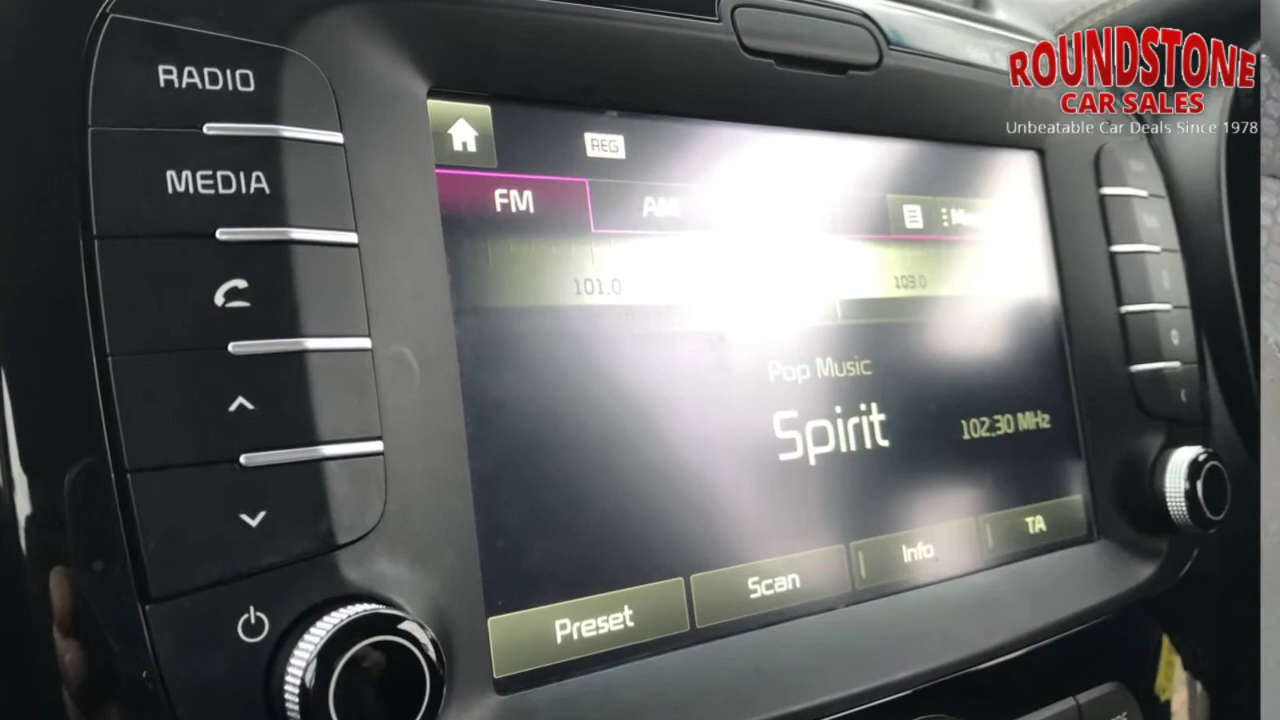 RADIO
MEDIA
REG
FM
101.0
103.0
Pop Music
Spirit
102.30 MHz
Preset
Scan
Info
TA
ROUNDSTONE
CAR SALES
Unbeatable Car Deals Since 1978